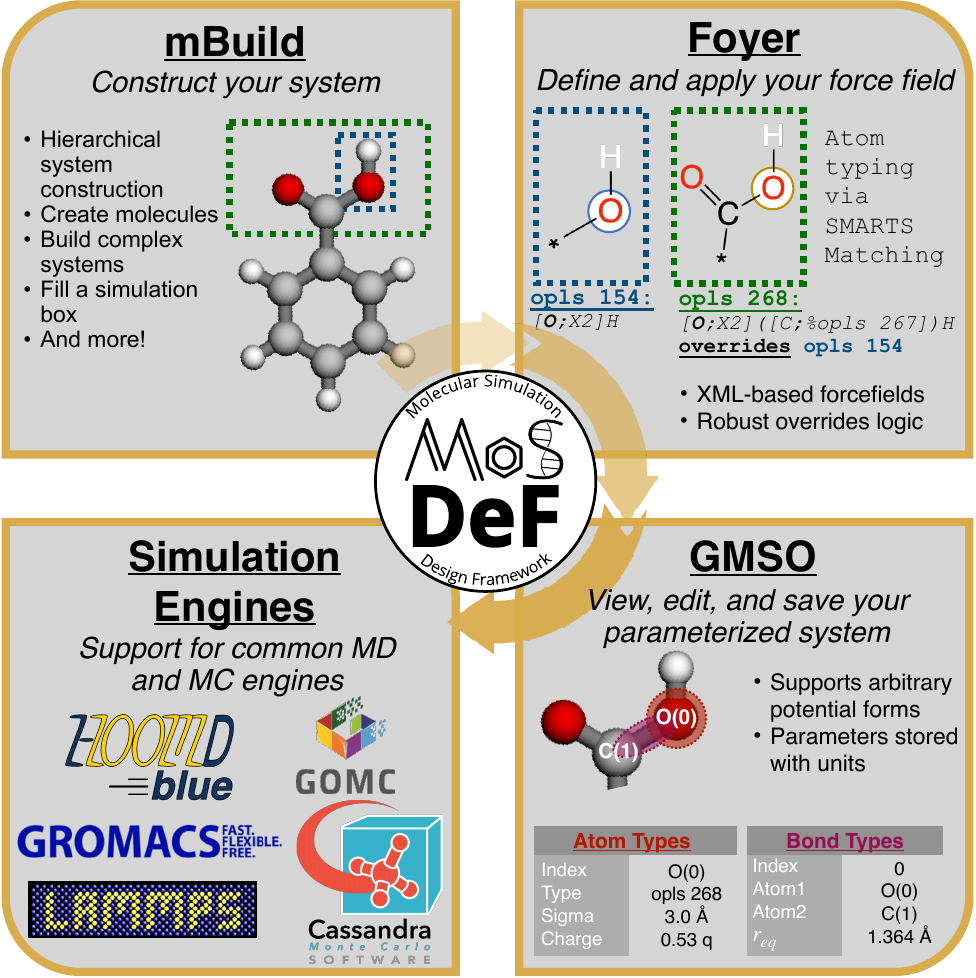 mBuild
Construct your system
• Hierarchical
system
construction
• Create molecules
• Build complex
systems
• Fill a simulation
box
• And more!
Foyer
Define and apply your force field
H
O
*
opls 154:
[O;X2]H
H
O
O
C
*
opls 268:
[O;X2]([C;%opls 267])H
overrides opls 154
Atom
typing
via
SMARTS
Matching
• XML-based forcefields
• Robust overrides logic
Molecular Simulation
MoS
DeF
Design Framework
Simulation
Engines
Support for common MD
and MC engines
HOOMD
blue
GOMC
GROMACS FAST.
FLEXIBLE.
FREE.
LAMMPS
Cassandra
Monte Carlo
SOFTWARE
GMSO
View, edit, and save your
parameterized system
O(0)
C(1)
• Supports arbitrary
potential forms
• Parameters stored
with units
Atom Types
Index O(0)
Type opls 268
Sigma 3.0 Å
Charge 0.53 q
Bond Types
Index 0
Atom1 O(0)
Atom2 C(1)
req 1.364 Å